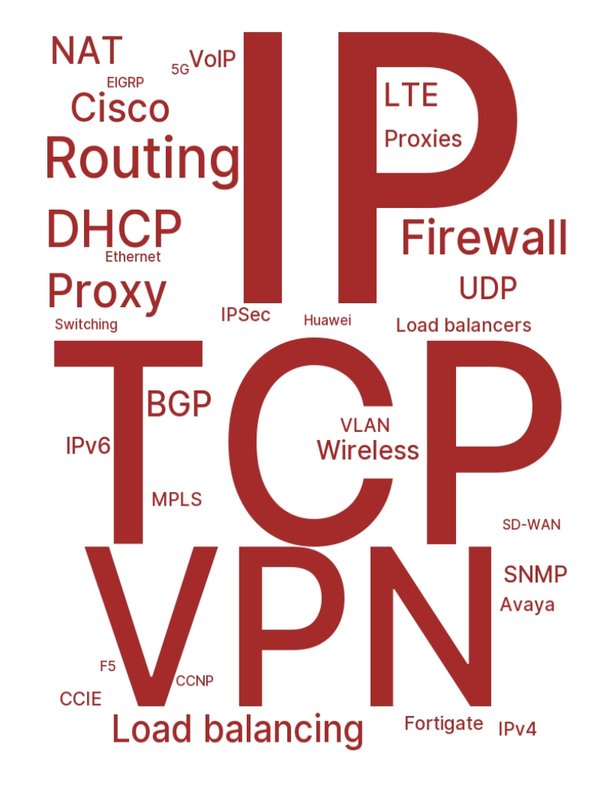 NAT
5G
VoIP
IP
EIGRP
Cisco
LTE
Routing
Proxies
DHCP
Firewall
Ethernet
Proxy
UDP
Switching
IPSec
Huawei
Load balancers
TCP
BGP
VLAN
IPv6
Wireless
MPLS
SD-WAN
VPN
SNMP
Avaya
F5
CCNP
CCIE
Load balancing
Fortigate
IPv4